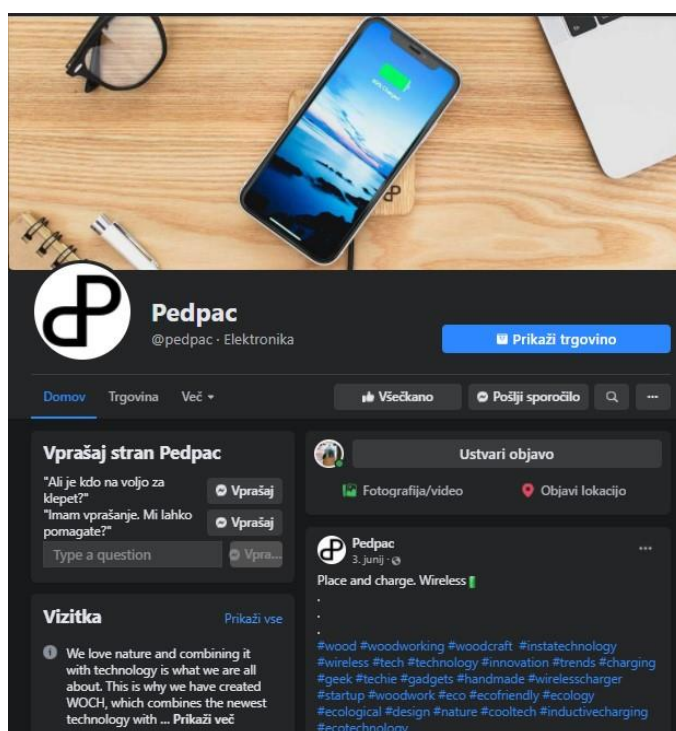 Pedpac
@pedpac · Elektronika
Prikaži trgovino
Domov Trgovina Več
Všečkano Pošlji sporočilo
Vprašaj stran Pedpac
"Ali je kdo na voljo za
klepet?"
Vprašaj
"Imam vprašanje. Mi lahko
pomagate?"
Vprašaj
Type a question Vpra...
Vizitka Prikaži vse
We love nature and combining it
with technology is what we are all
about. This is why we have created
WOCH, which combines the newest
technology with ... Prikaži več
Ustvari objavo
Fotografija/video Objavi lokacijo
Pedpac
3. junij ·
Place and charge. Wireless
.
.
.
#wood #woodworking #woodcraft #instatechnology
#wireless #tech #technology #innovation #trends #charging
#geek #techie #gadgets #handmade #wirelesscharger
#startup #woodwork #eco #ecofriendly #ecology
#ecological #design #nature #cooltech #inductivecharging
#ecotechnology